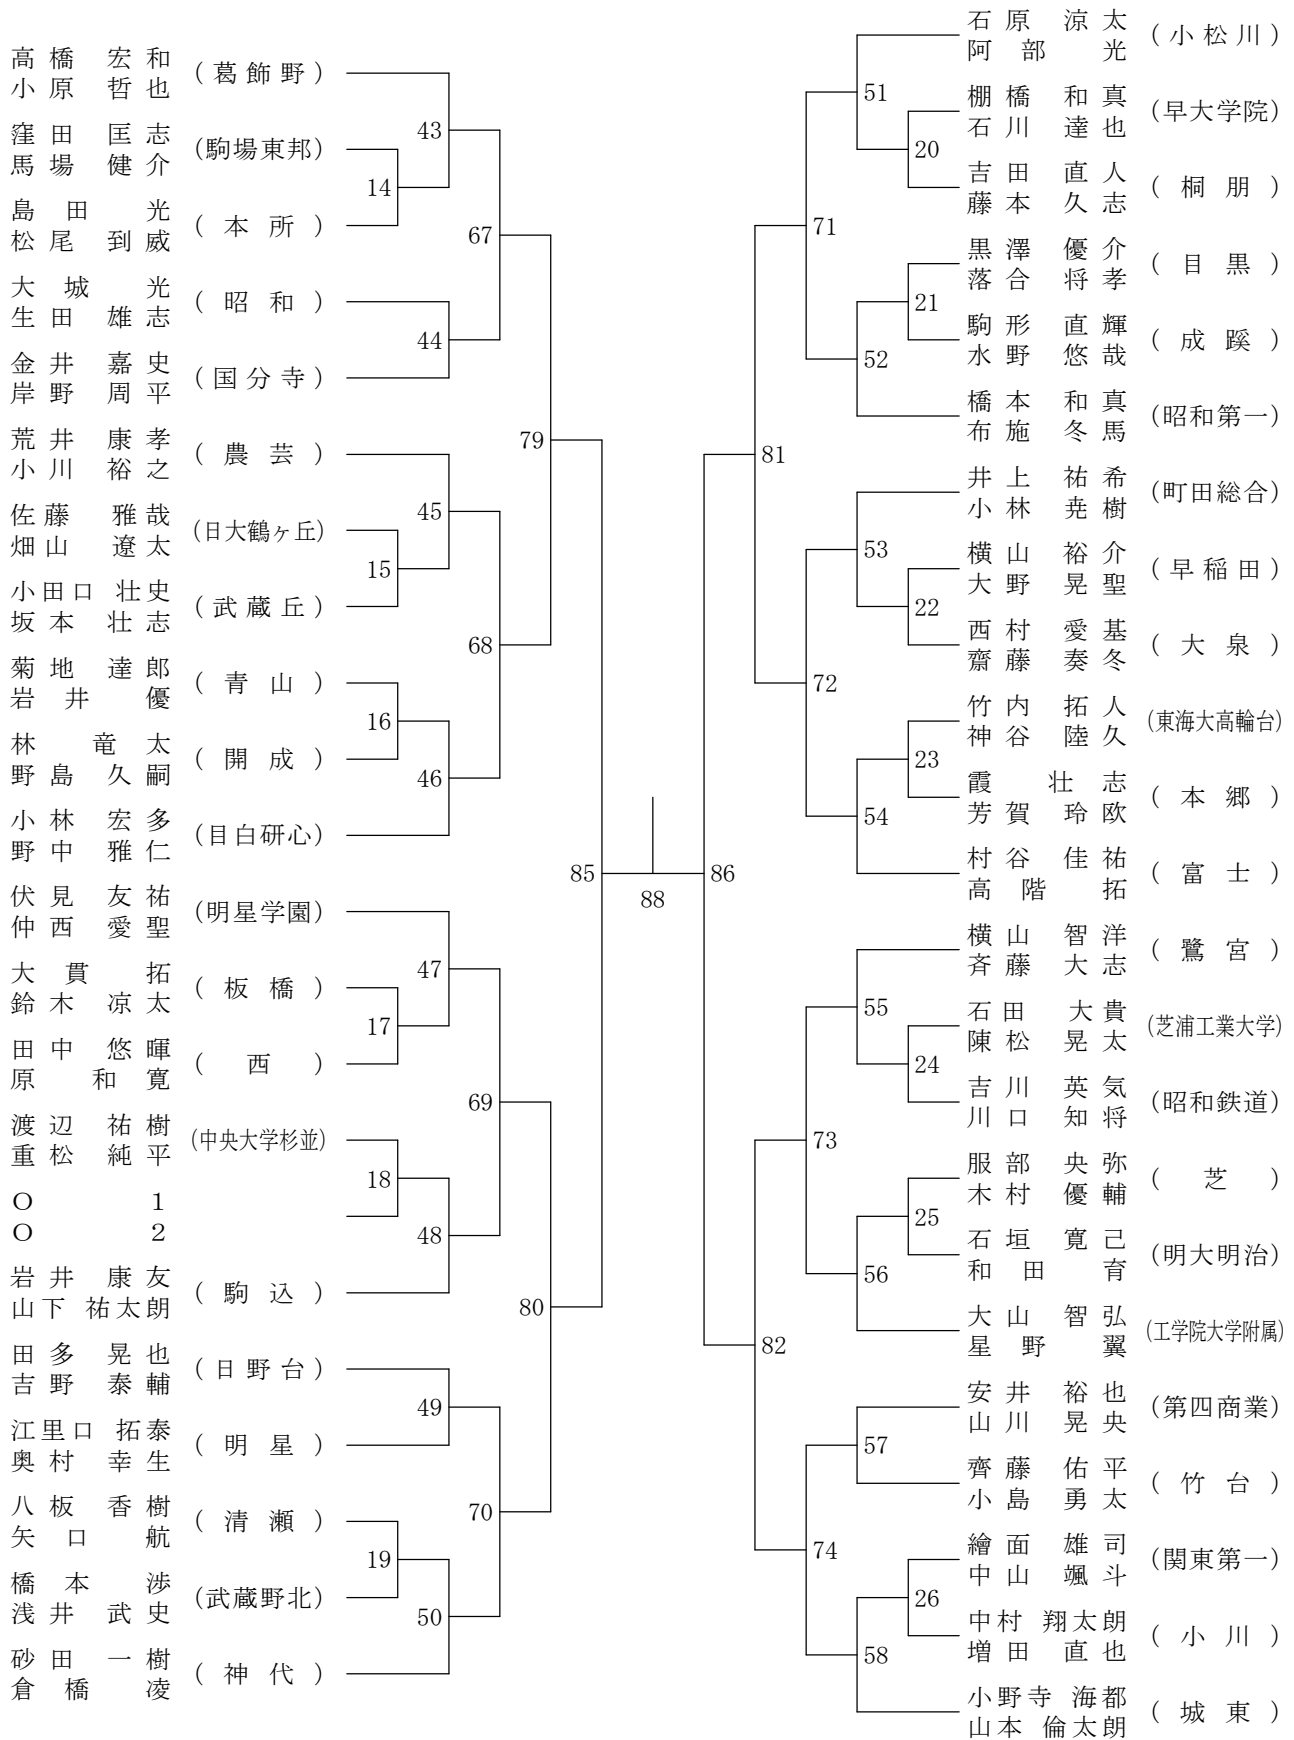 高橋 宏和
小原 哲也
(葛飾野)
窪田 匡志
馬場 健介
(駒場東邦)
島田 光
松尾 到威
(本所)
大城 光
生田 雄志
(昭和)
金井 嘉史
岸野 周平
(国分寺)
荒井 康孝
小川 裕之
(農芸)
佐藤 雅哉
畑山 遼太
(日大鶴ヶ丘)
小田口 壮史
坂本 壮志
(武蔵丘)
菊地 達郎
岩井 優
(青山)
林 竜太
野島 久嗣
(開成)
小林 宏多
野中 雅仁
(目白研心)
伏見 友祐
仲西 愛聖
(明星学園)
大貫 拓
鈴木 凉太
(板橋)
田中 悠暉
原 和寛
(西)
渡辺 祐樹
重松 純平
(中央大学杉並)
O 1
O 2
岩井 康友
山下 祐太朗
(駒込)
田多 晃也
吉野 泰輔
(日野台)
江里口 拓泰
奥村 幸生
(明星)
八板 香樹
矢口 航
(清瀬)
橋本 渉
浅井 武史
(武蔵野北)
砂田 一樹
倉橋 凌
(神代)
14
15
16
17
18
19
43
44
45
46
47
48
49
50
67
68
69
70
79
80
85
88
86
81
82
71
72
73
74
51
52
53
54
55
56
57
58
20
21
22
23
24
25
26
石原 涼太
阿部 光
(小松川)
棚橋 和真
石川 達也
(早大学院)
吉田 直人
藤本 久志
(桐朋)
黒澤 優介
落合 将孝
(目黒)
駒形 直輝
水野 悠哉
(成蹊)
橋本 和真
布施 冬馬
(昭和第一)
井上 祐希
小林 尭樹
(町田総合)
横山 裕介
大野 晃聖
(早稲田)
西村 愛基
齋藤 奏冬
(大泉)
竹内 拓人
神谷 陸久
(東海大高輪台)
霞 壮志
芳賀 玲欧
(本郷)
村谷 佳祐
高階 拓
(富士)
横山 智洋
斉藤 大志
(鷺宮)
石田 大貴
陳松 晃太
(芝浦工業大学)
吉川 英気
川口 知将
(昭和鉄道)
服部 央弥
木村 優輔
(芝)
石垣 寛己
和田 育
(明大明治)
大山 智弘
星野 翼
(工学院大学附属)
安井 裕也
山川 晃央
(第四商業)
齊藤 佑平
小島 勇太
(竹台)
繪面 雄司
中山 颯斗
(関東第一)
中村 翔太朗
増田 直也
(小川)
小野寺 海都
山本 倫太朗
(城東)